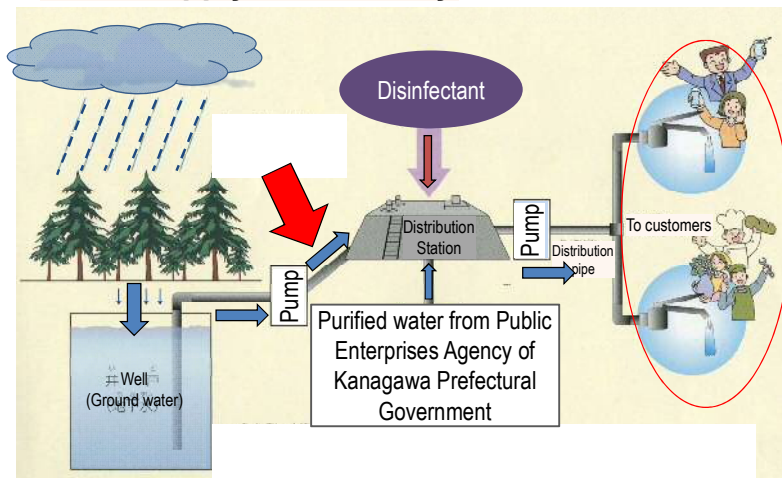 Disinfectant
Pump
Distribution
Station
Pump
To customers
Distribution
pipe
Purified water from Public
Enterprises Agency of
Kanagawa Prefectural
Government
Well
(Ground water)